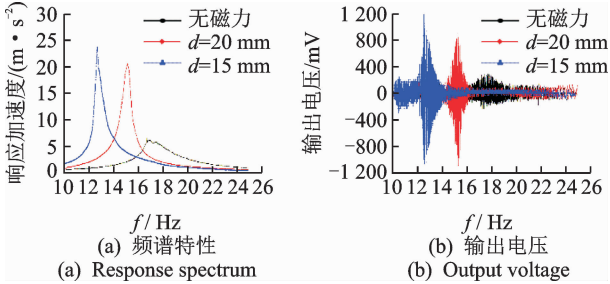 响应加速度/(m·s⁻²)
35
30
25
20
15
10
5
0
无磁力
d=20 mm
d=15 mm
10 12 14 16 18 20 22 24 26
f/ Hz
(a) 频谱特性
(a) Response spectrum
输出电压/mV
1 200
800
400
0
−400
−800
−1 200
无磁力
d=20 mm
d=15 mm
10 12 14 16 18 20 22 24 26
f/ Hz
(b) 输出电压
(b) Output voltage